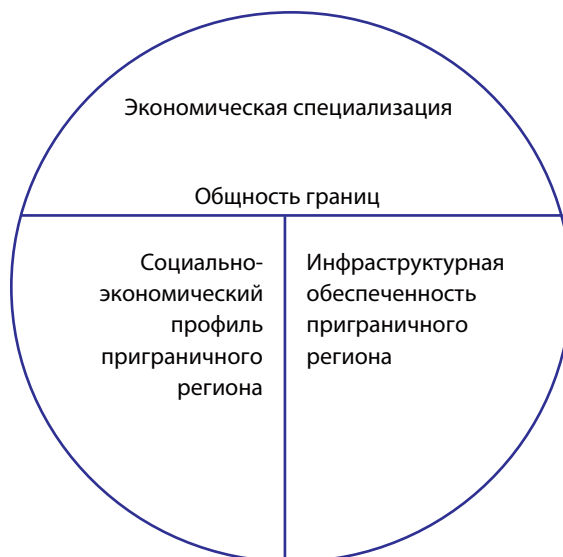 Экономическая специализация
Общность границ
Социально-
экономический
профиль
приграничного
региона
Инфраструктурная
обеспеченность
приграничного
региона